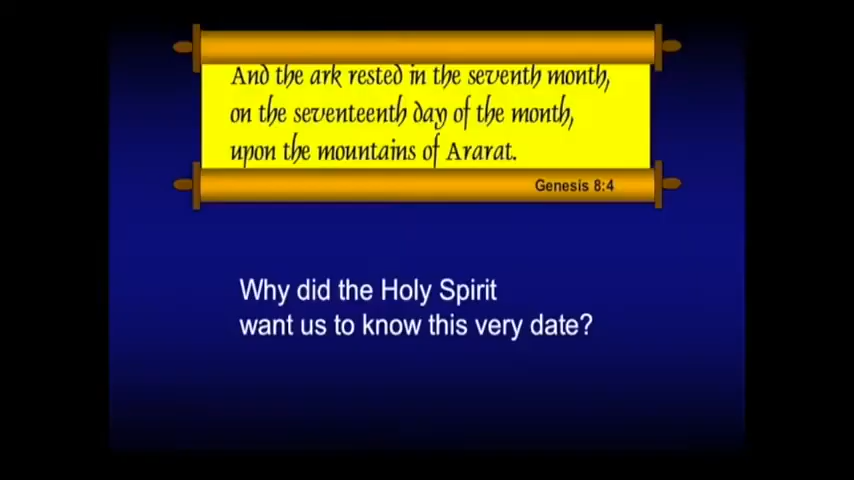 And the ark rested in the seventh month,
on the seventeenth day of the month,
upon the mountains of Ararat.
Genesis 8:4
Why did the Holy Spirit
want us to know this very date?